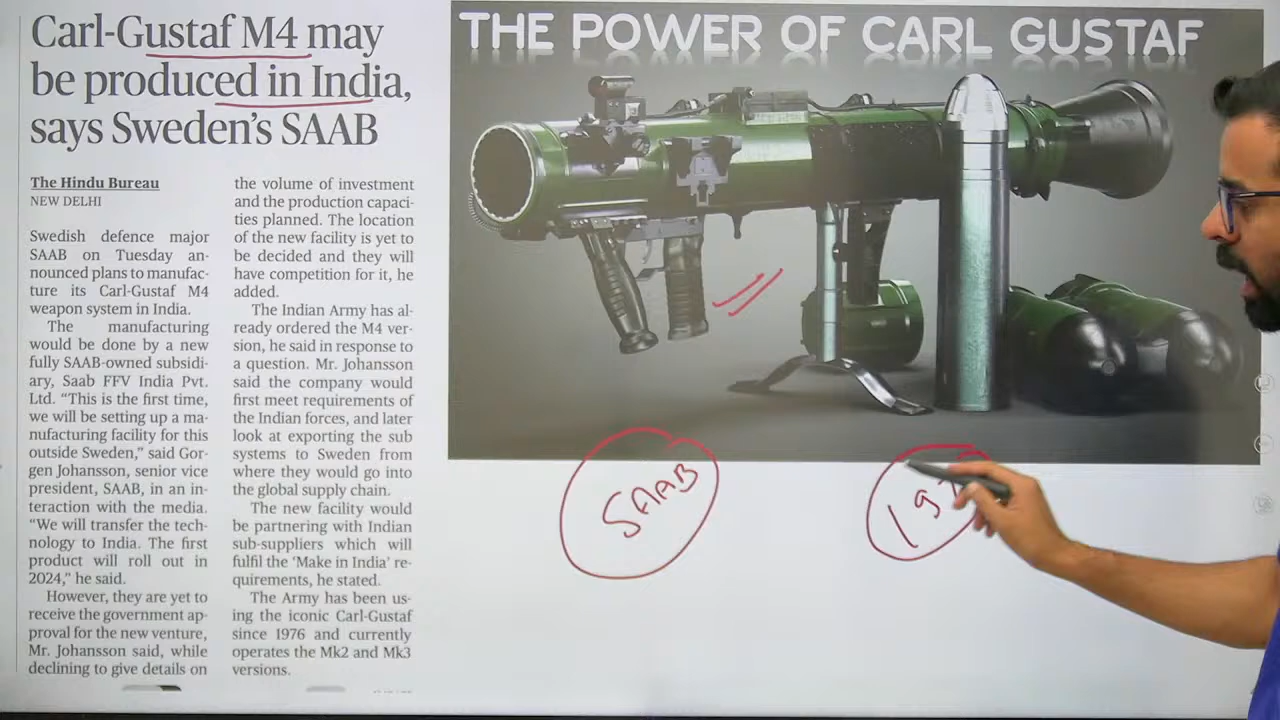 Carl-Gustaf M4 may
be produced in India,
says Sweden's SAAB
The Hindu Bureau
NEW DELHI
Swedish defence major
SAAB on Tuesday an-
nounced plans to manufac-
ture its Carl-Gustaf M4
weapon system in India.
The manufacturing
would be done by a new
fully SAAB-owned subsidi-
ary, Saab FFV India Pvt.
Ltd. “This is the first time,
we will be setting up a ma-
nufacturing facility for this
outside Sweden,” said Gor-
gen Johansson, senior vice
president, SAAB, in an in-
teraction with the media.
“We will transfer the tech-
nology to India. The first
product will roll out in
2024,” he said.
However, they are yet to
receive the government ap-
proval for the new venture,
Mr. Johansson said, while
declining to give details on
the volume of investment
and the production capaci-
ties planned. The location
of the new facility is yet to
be decided and they will
have competition for it, he
added.
The Indian Army has al-
ready ordered the M4 ver-
sion, he said in response to
a question. Mr. Johansson
said the company would
first meet requirements of
the Indian forces, and later
look at exporting the sub
systems to Sweden from
wher they would go into
the global supply chain.
The new facility would
be partnering with Indian
sub-suppliers which will
fulfil the 'Make in India' re-
quirements, he stated.
The Army has been us-
ing the iconic Carl-Gustaf
since 1976 and currently
operates the Mk2 and Mk3
versions.
THE POWER OF CARL GUSTAF
SAAB
197